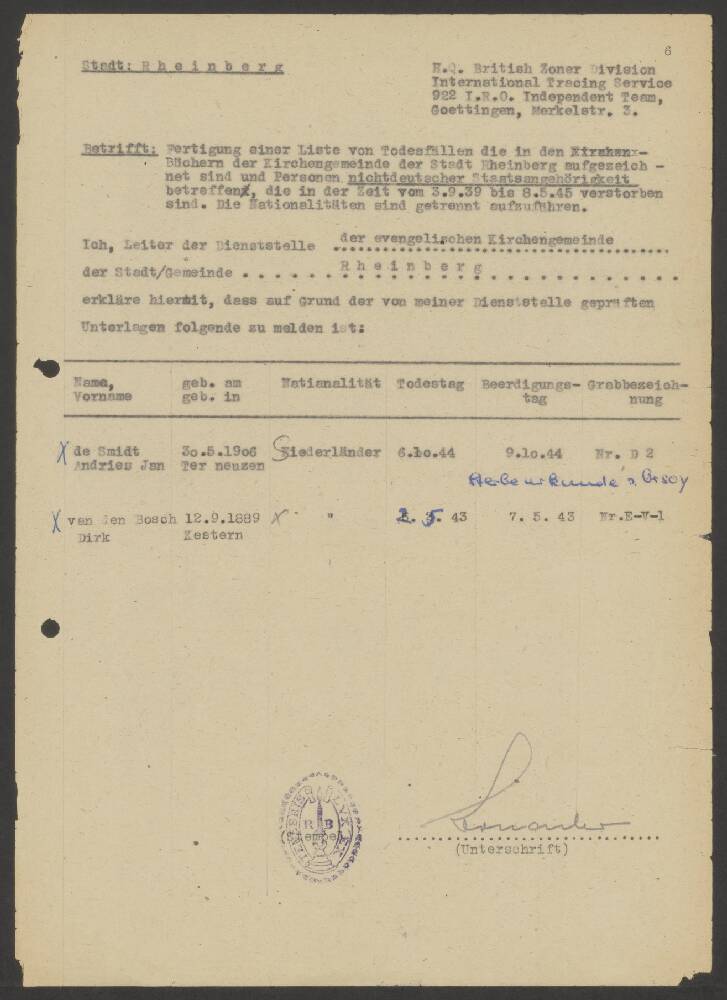 6
Stadt: R h e i n b e r g
H.Q. British Zoner Division
International Tracing Service
922 I.R.O. Independent Team,
Goettingen, Merkelstr. 3.
Betrifft: Fertigung einer Liste von Todesfällen die in den Kirchen-
Büchern der Kirchengemeinde der Stadt Rheinberg aufgezeich -
net sind und Personen nichtdeutscher Staatsangehörigkeit
betreffen, die in der Zeit vom 3.9.39 bis 8.5.45 verstorben
sind. Die Nationalitäten sind getrennt aufzuführen.
Ich, Leiter der Dienststelle der evangelischen Kirchengemeinde
der Stadt/Gemeinde R h e i n b e r g
erkläre hiermit, dass auf Grund der von meiner Dienststelle geprüften
Unterlagen folgende zu melden ist:
Name, Vorname geb. am geb. in Nationalität Todestag Beerdigungs- tag Grabbezeich- nung
X de Smidt 30.5.1906 Niederländer 6.10.44 9.10.44 Nr. D 2
Andries Jan Ter neuzen
Sterbeurkunde Orsoy
X van den Bosch 12.9.1889 X " 5. 43 7. 5. 43 Nr.E-V-1
Dirk Kestern
R B
(Stempel)
(Unterschrift)